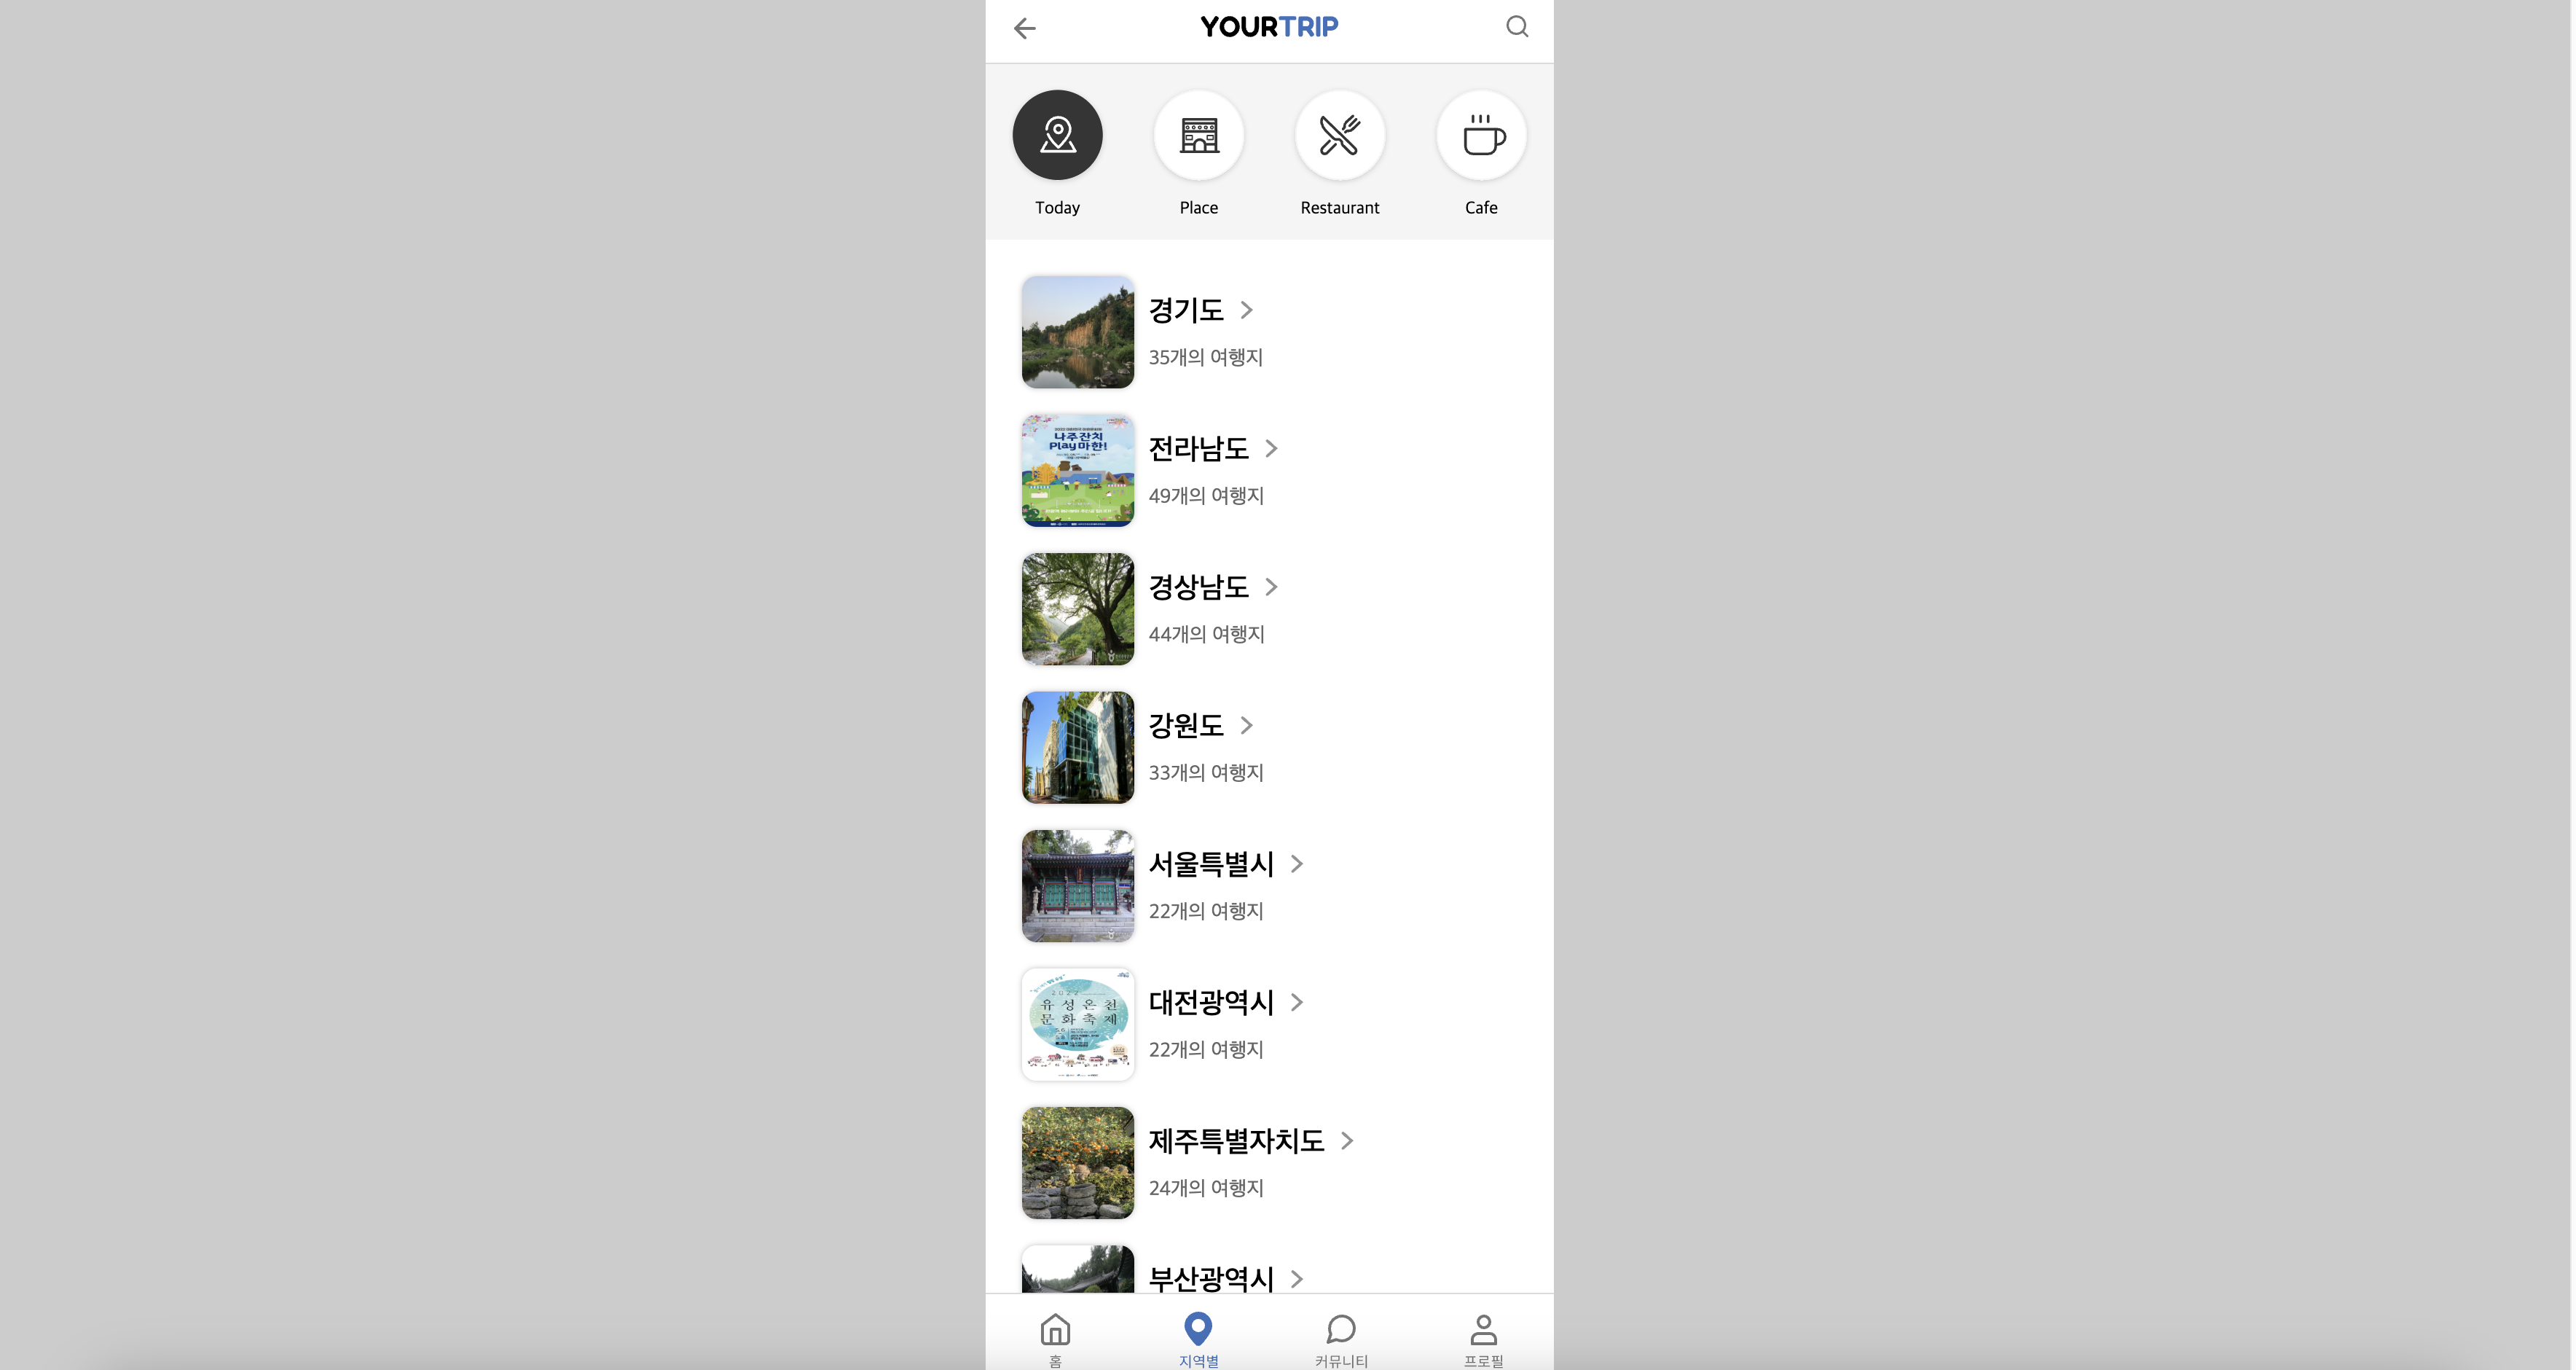 YOURTRIP
Today
Place
Restaurant
Cafe
경기도
35개의 여행지
나주잔치
Play마한!
전라남도
49개의 여행지
경상남도
44개의 여행지
강원도
33개의 여행지
서울특별시
22개의 여행지
2022
유성온천
문화축제
대전광역시
22개의 여행지
제주특별자치도
24개의 여행지
부산광역시
홈
지역별
커뮤니티
프로필